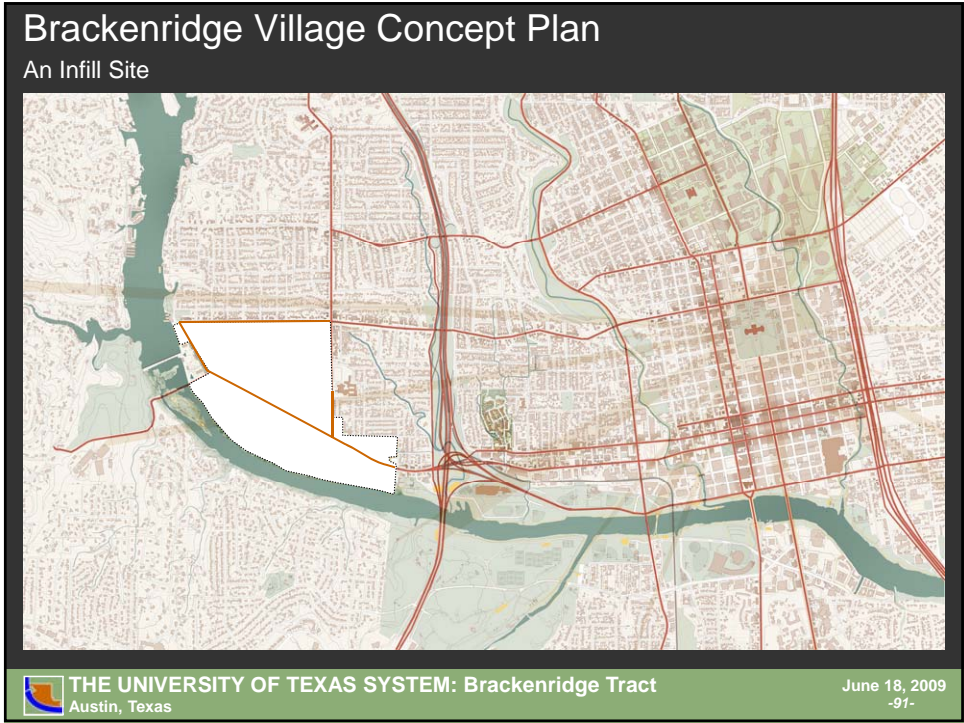 Brackenridge Village Concept Plan
An Infill Site
THE UNIVERSITY OF TEXAS SYSTEM: Brackenridge Tract
Austin, Texas
June 18, 2009
-91-